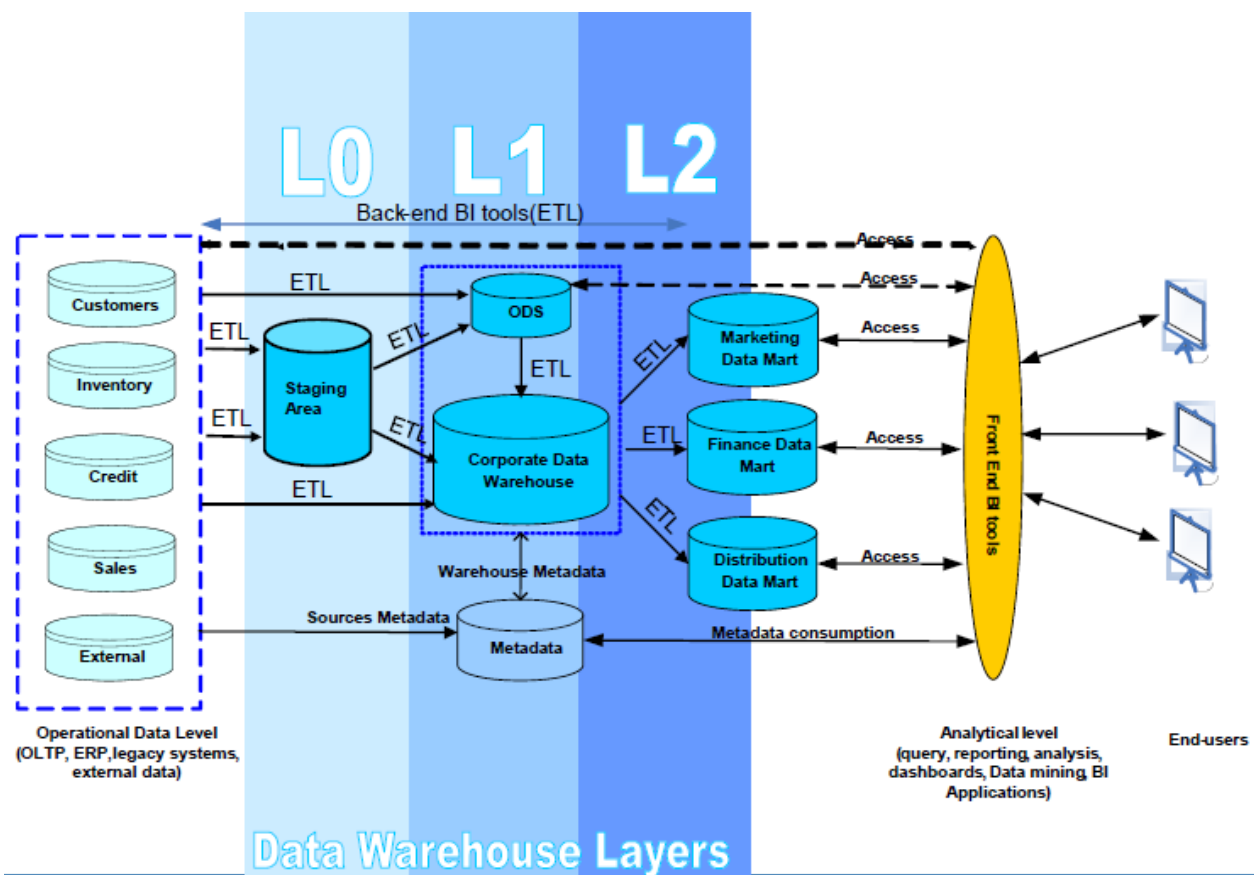 L0
L1
L2
Back-end BI tools(ETL)
Access
Customers
ETL
ODS
Access
ETL
Inventory
Staging
Area
ETL
ETL
ETL
Marketing
Data Mart
Access
ETL
Credit
ETL
Corporate Data
Warehouse
ETL
Finance Data
Mart
Access
ETL
ETL
Sales
Distribution
Data Mart
Access
Warehouse Metadata
External
Sources Metadata
Metadata
Metadata consumption
Front End BI tools
Operational Data Level
(OLTP, ERP,legacy systems,
external data)
Analytical level
(query, reporting, analysis,
dashboards, Data mining, BI
Applications)
End-users
Data Warehouse Layers